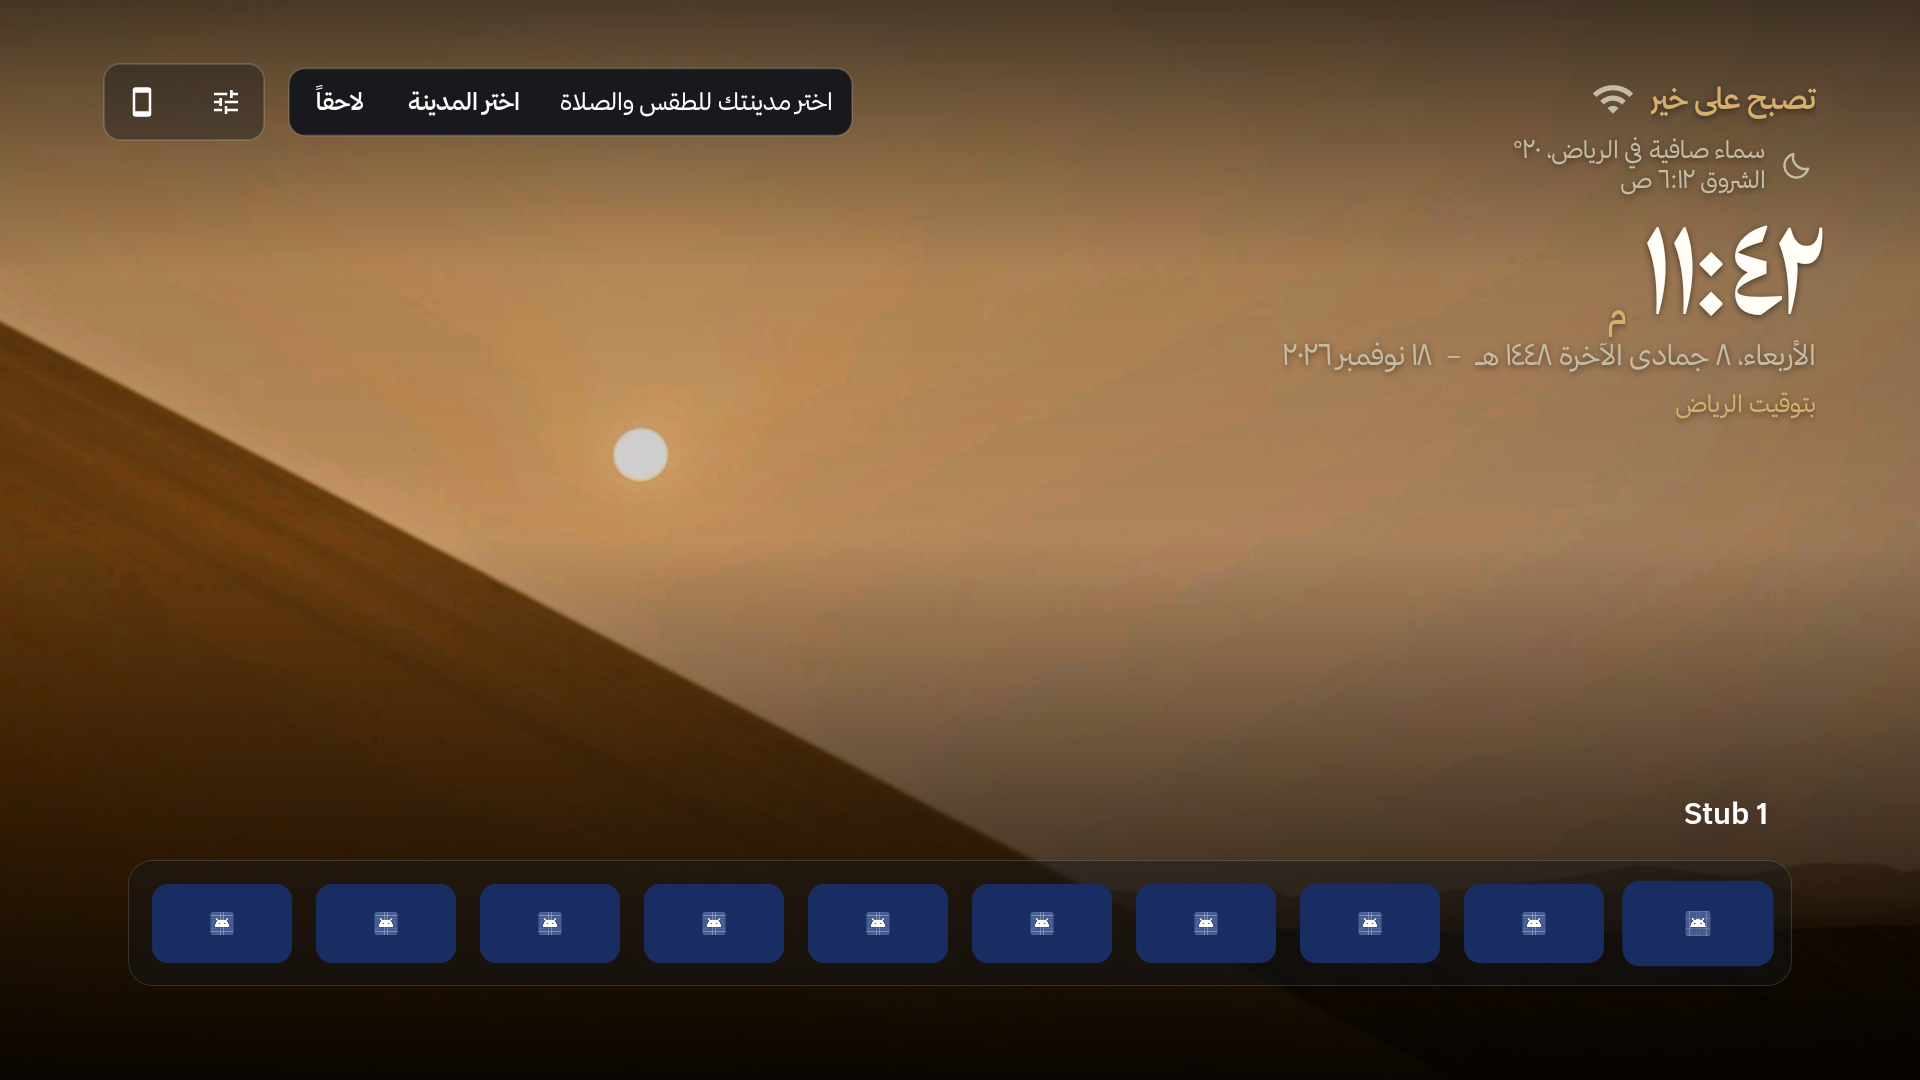 تصبح على خير
سماء صافية في الرياض، ٢٠°
الشروق ٦:١٢ ص
١١:٤٢ م
الأربعاء، ٨ جمادى الآخرة ١٤٤٨ هـ – ١٨ نوفمبر ٢٠٢٦
بتوقيت الرياض
اختر مدينتك للطقس والصلاة اختر المدينة لاحقاً
Stub 1